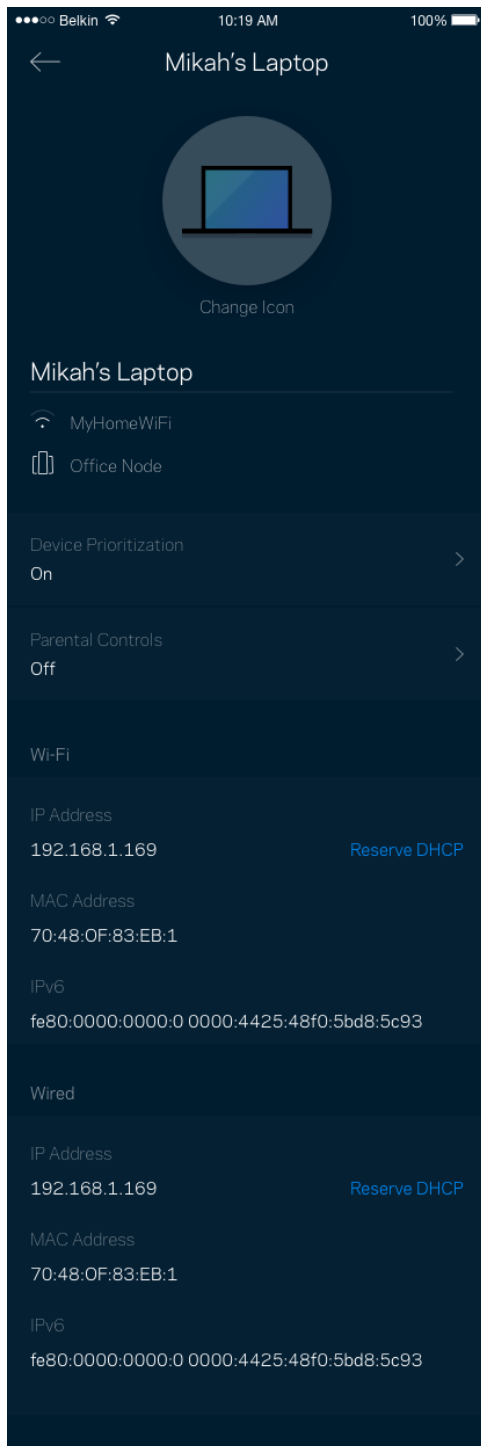 Belkin 10:19 AM 100%
Mikah's Laptop
Change Icon
Mikah's Laptop
MyHomeWiFi
Office Node
Device Prioritization
On
Parental Controls
Off
Wi-Fi
IP Address
192.168.1.169 Reserve DHCP
MAC Address
70:48:0F:83:EB:1
IPv6
fe80:0000:0000:0 0000:4425:48f0:5bd8:5c93
Wired
IP Address
192.168.1.169 Reserve DHCP
MAC Address
70:48:0F:83:EB:1
IPv6
fe80:0000:0000:0 0000:4425:48f0:5bd8:5c93